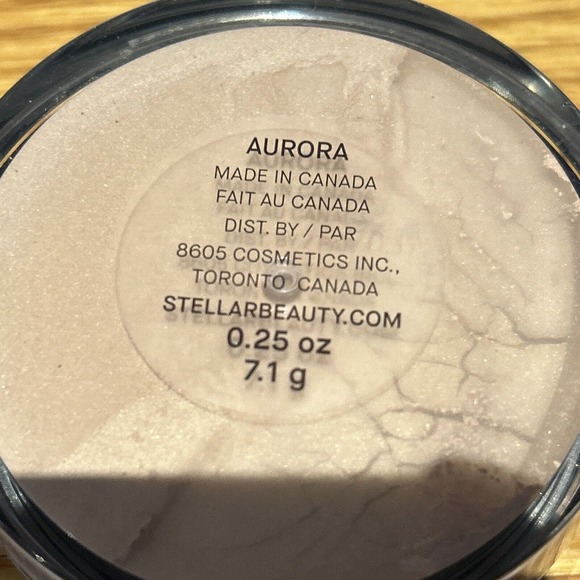 AURORA
MADE IN CANADA
FAIT AU CANADA
DIST. BY / PAR
8605 COSMETICS INC.,
TORONTO CANADA
STELLARBEAUTY.COM
0.25 oz
7.1 g